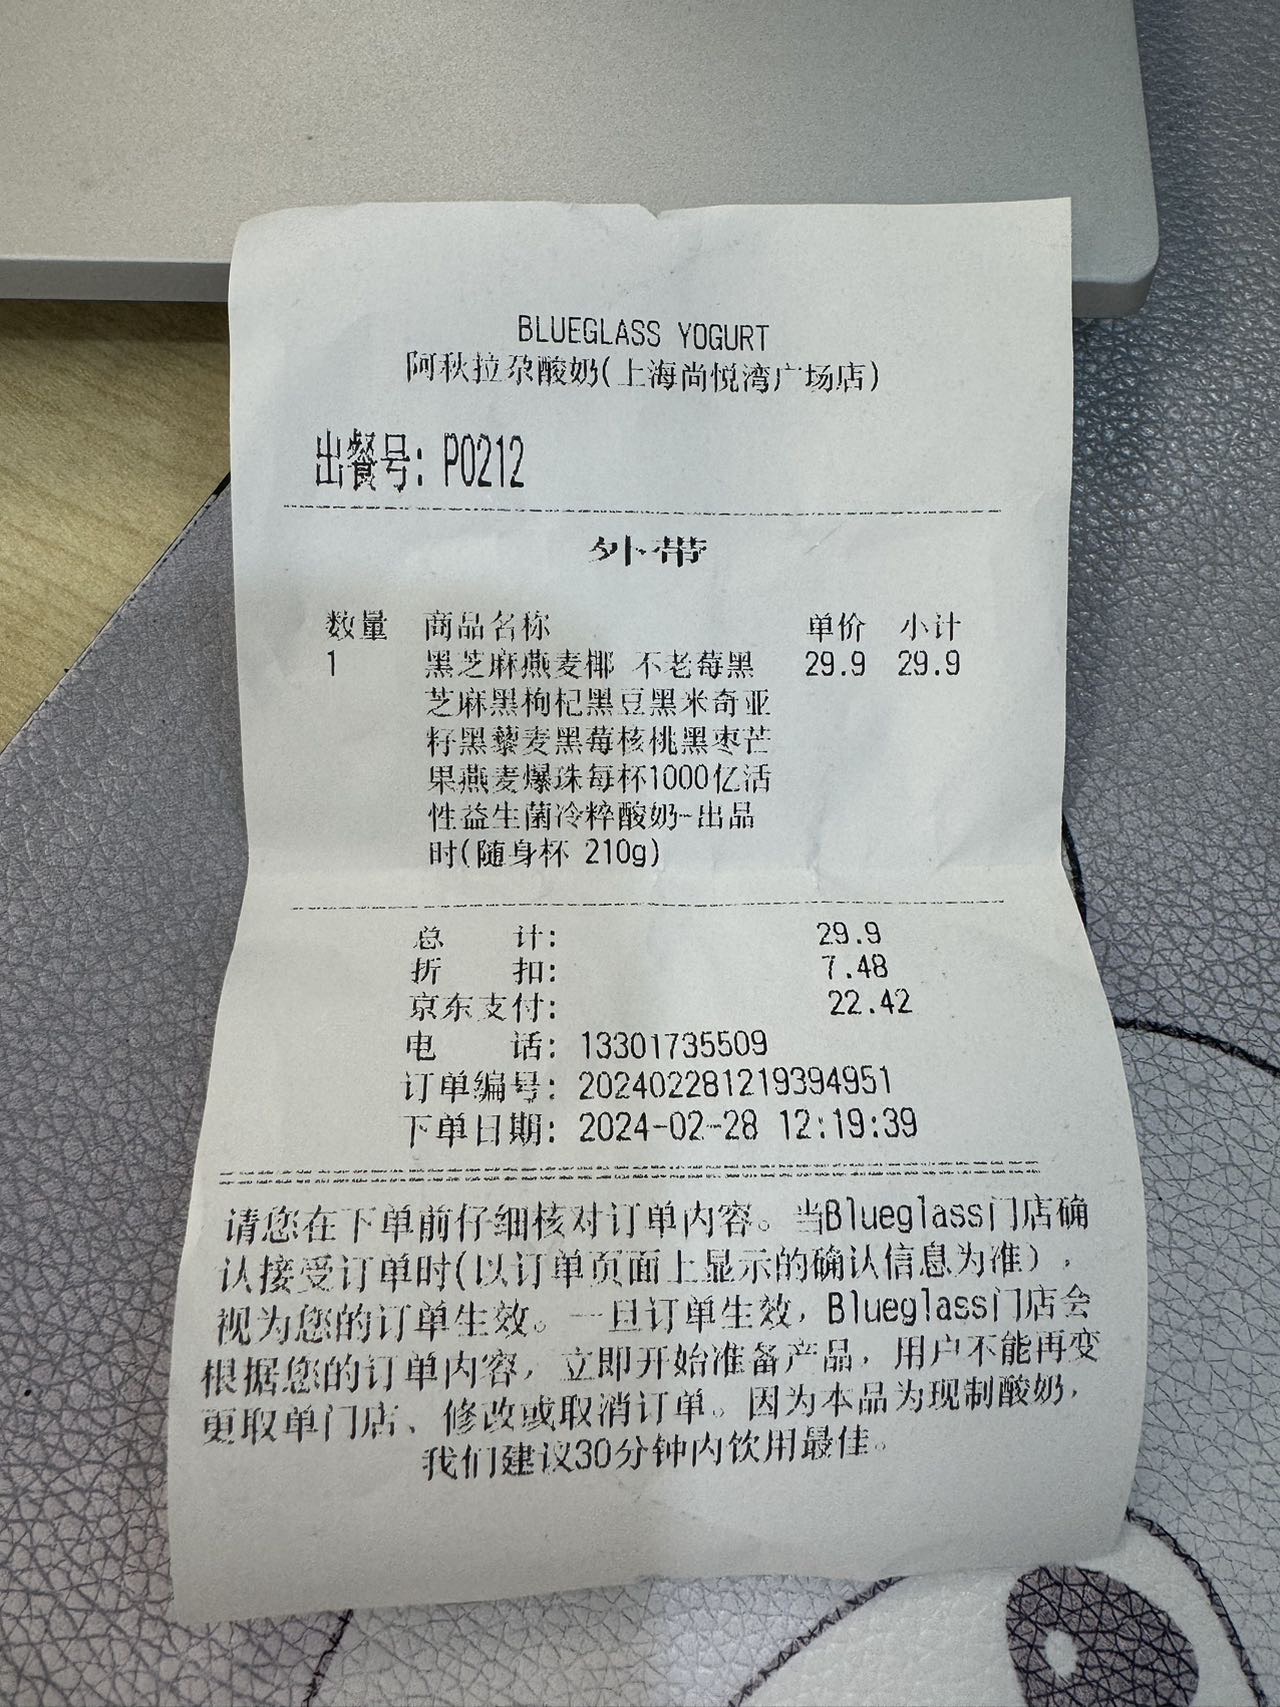 BLUEGLASS YOGURT
阿秋拉尕酸奶(上海尚悦湾广场店)
出餐号: P0212
外带
数量 商品名称 单价 小计
1 黑芝麻燕麦椰 不老莓黑 29.9 29.9
芝麻黑枸杞黑豆黑米奇亚
籽黑藜麦黑莓核桃黑枣芒
果燕麦爆珠每杯1000亿活
性益生菌冷粹酸奶-出品
时(随身杯 210g)
总计: 29.9
折扣: 7.48
京东支付: 22.42
电话: 13301735509
订单编号: 202402281219394951
下单日期: 2024-02-28 12:19:39
请您在下单前仔细核对订单内容。当Blueglass门店确
认接受订单时(以订单页面上显示的确认信息为准),
视为您的订单生效。一旦订单生效, Blueglass门店会
根据您的订单内容, 立即开始准备产品, 用户不能再变
更取单门店、修改或取消订单。因为本品为现制酸奶,
我们建议30分钟内饮用最佳。